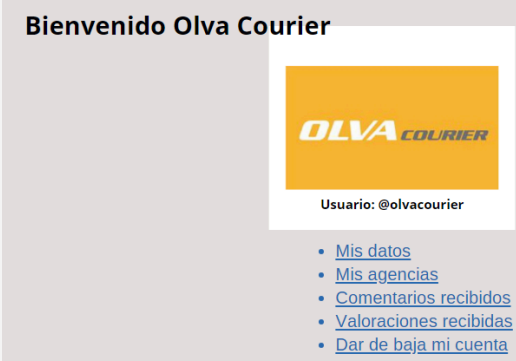 Bienvenido Olva Courier
OLVA COURIER
Usuario: @olvacourier
Mis datos
Mis agencias
Comentarios recibidos
Valoraciones recibidas
Dar de baja mi cuenta